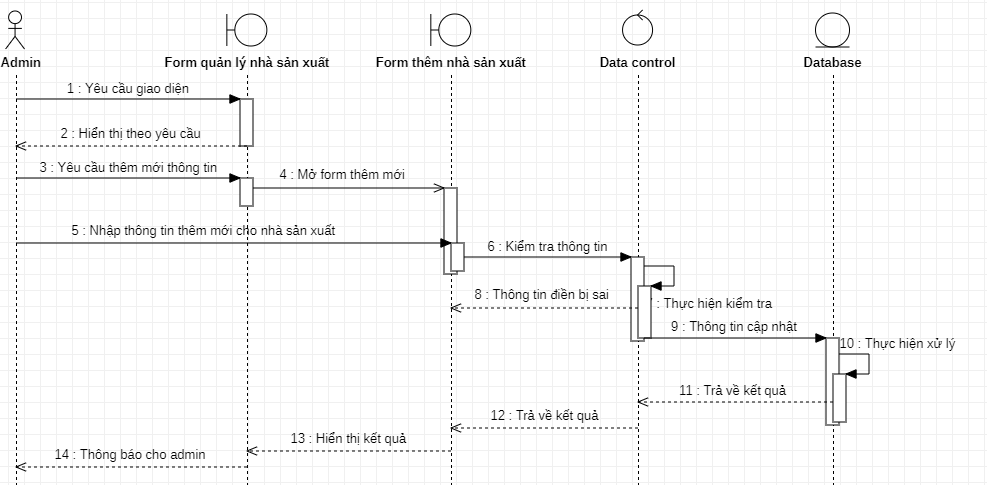 Admin
Form quản lý nhà sản xuất
Form thêm nhà sản xuất
Data control
Database
1 : Yêu cầu giao diện
2 : Hiển thị theo yêu cầu
3 : Yêu cầu thêm mới thông tin
4 : Mở form thêm mới
5 : Nhập thông tin thêm mới cho nhà sản xuất
6 : Kiểm tra thông tin
8 : Thông tin điền bị sai
: Thực hiện kiểm tra
9 : Thông tin cập nhật
10 : Thực hiện xử lý
11 : Trả về kết quả
12 : Trả về kết quả
13 : Hiển thị kết quả
14 : Thông báo cho admin